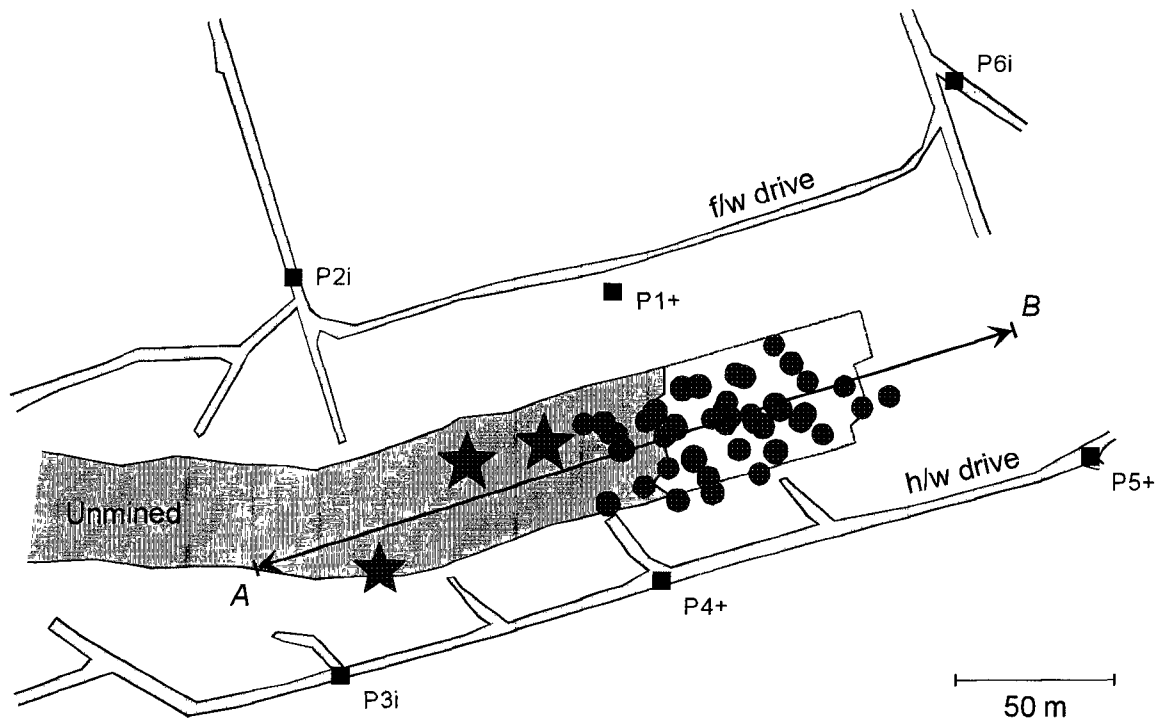 P6i
f/w drive
P2i
P1+
B
Unmined
h/w drive
P5+
A
P4+
P3i
50 m